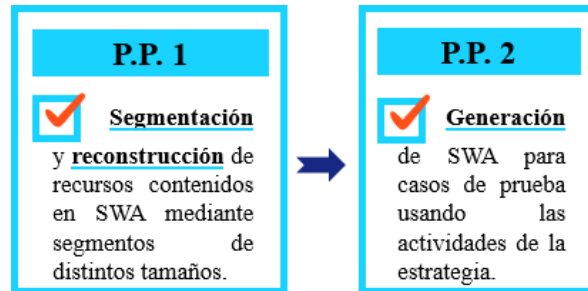 P.P. 1
Segmentación
y reconstrucción de
recursos contenidos
en SWA mediante
segmentos de
distintos tamaños.
P.P. 2
Generación
de SWA para
casos de prueba
usando las
actividades de la
estrategia.